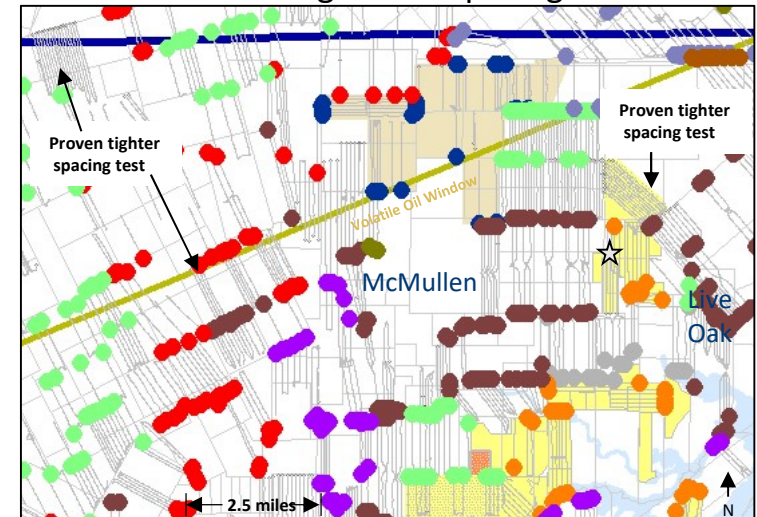 Proven tighter
spacing test
Proven tighter
spacing test
Volatile Oil Window
McMullen
Live
Oak
2.5 miles
N